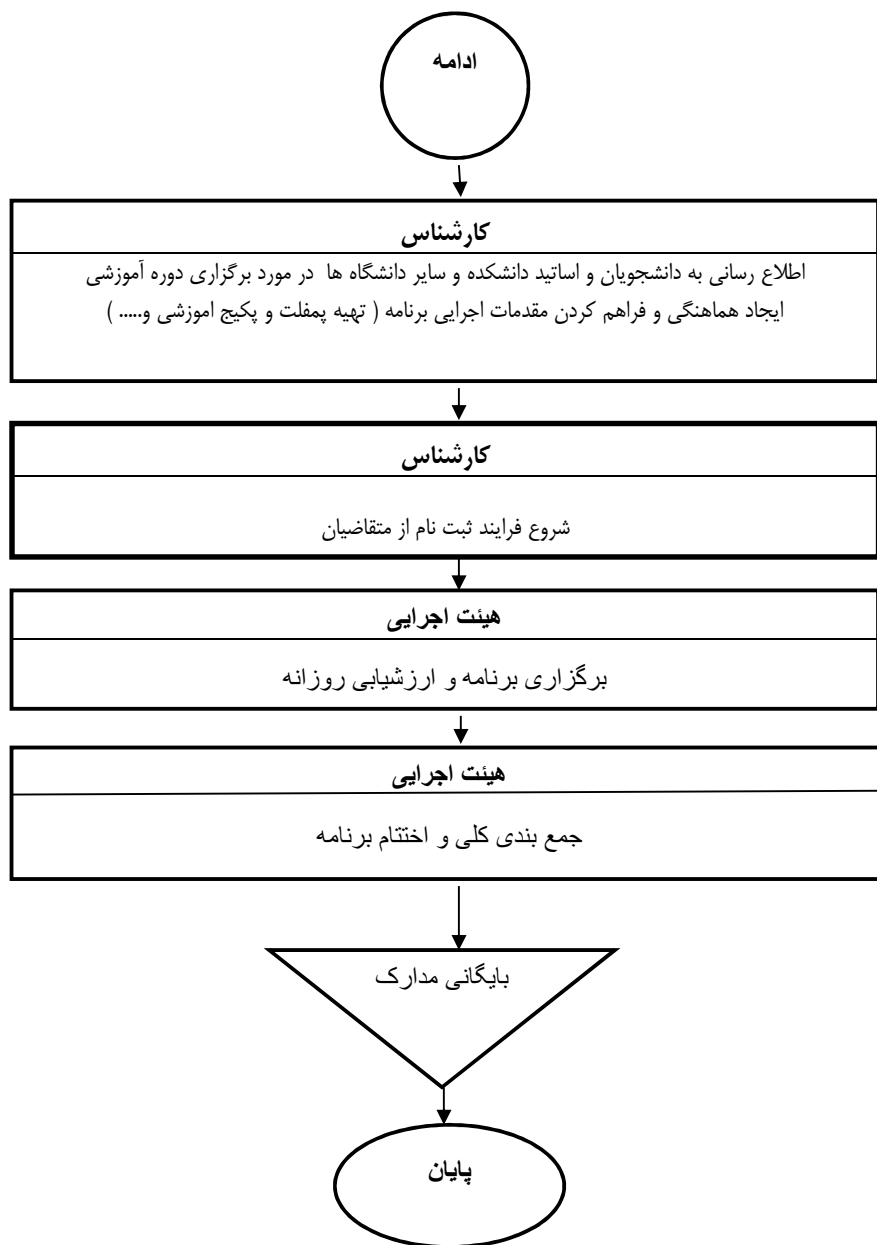 ادامه
کارشناس
اطلاع رسانی به دانشجویان و اساتید دانشکده و سایر دانشگاه ها در مورد برگزاری دوره آموزشی
ایجاد هماهنگی و فراهم کردن مقدمات اجرایی برنامه ( تهیه پمفلت و پکیج اموزشی و..... )
کارشناس
شروع فرایند ثبت نام از متقاضیان
هیئت اجرایی
برگزاری برنامه و ارزشیابی روزانه
هیئت اجرایی
جمع بندی کلی و اختتام برنامه
بایگانی مدارک
پایان